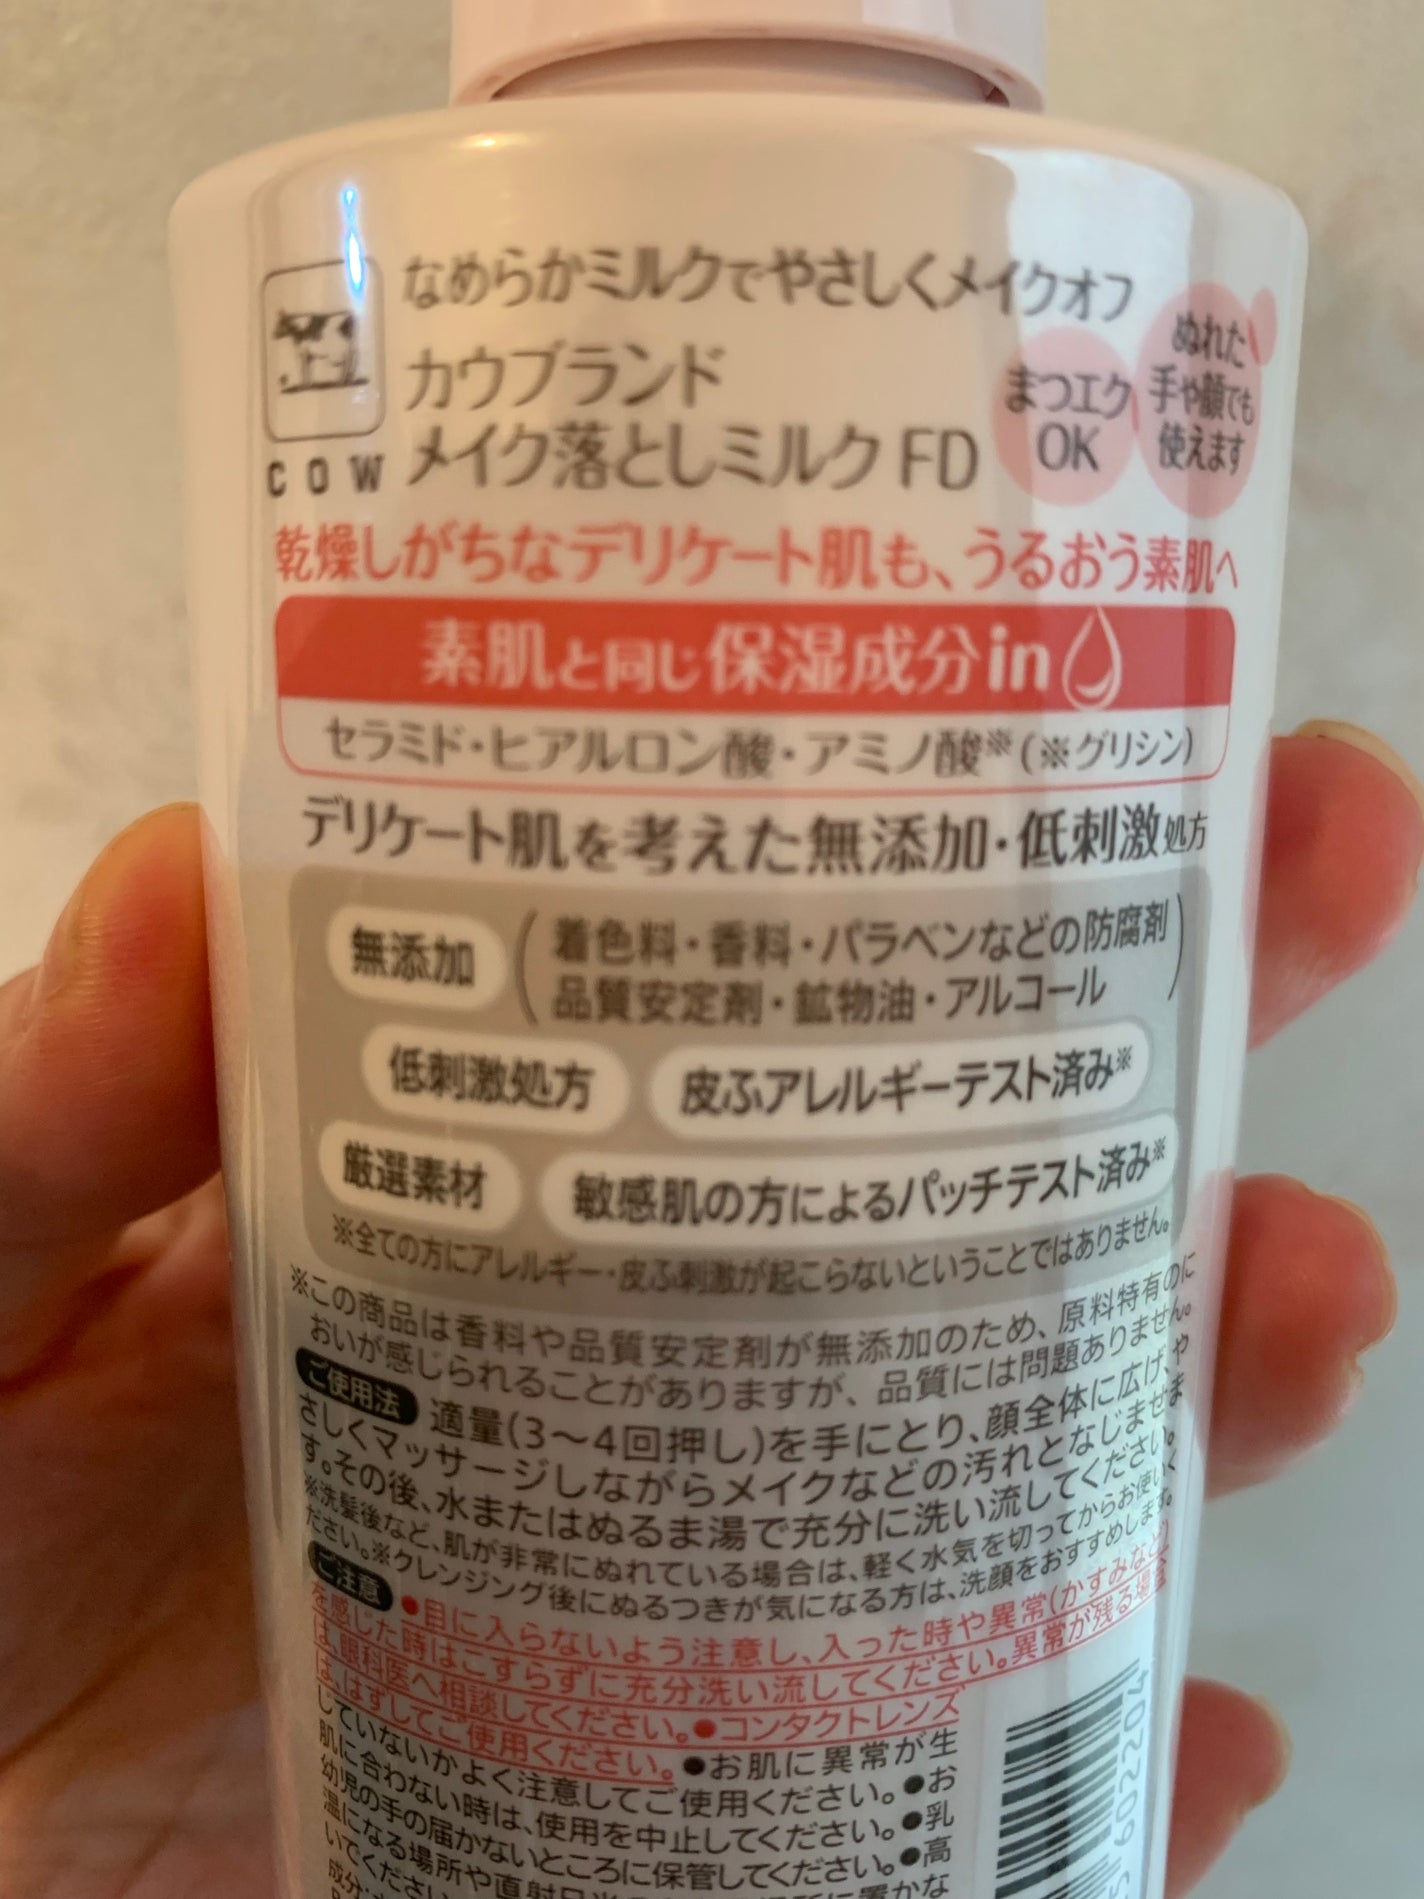 なめらかミルクでやさしくメイクオフ
カウブランド
メイク落としミルク FD
COW
まつエク
OK
ぬれた
手や顔でも
使えます
乾燥しがちなデリケート肌も、うるおう素肌へ
素肌と同じ保湿成分in
セラミド・ヒアルロン酸・アミノ酸※(※グリシン)
デリケート肌を考えた無添加・低刺激処方
無添加
(着色料・香料・パラベンなどの防腐剤
品質安定剤・鉱物油・アルコール)
低刺激処方
皮ふアレルギーテスト済み※
厳選素材
敏感肌の方によるパッチテスト済み※
※全ての方にアレルギー・皮ふ刺激が起こらないということではありません。
※この商品は香料や品質安定剤が無添加のため、原料特有のに
おいが感じられることがありますが、品質には問題ありません。
ご使用法 適量(3〜4回押し)を手にとり、顔全体に広げ、や
さしくマッサージしながらメイクなどの汚れとなじませま
す。その後、水またはぬるま湯で充分に洗い流してください。
※洗髪後など、肌が非常にぬれている場合は、軽く水気を切ってからお使いく
ださい。※クレンジング後にぬるつきが気になる方は、洗顔をおすすめします。
ご注意 ●目に入らないよう注意し、入った時や異常(かすみなど)
を感じた時はこすらずに充分洗い流してください。異常が残る場合
は、眼科医へ相談してください。●コンタクトレンズ
は、はずしてご使用ください。●お肌に異常が生
じていないかよく注意してご使用ください。●お
肌に合わない時は、使用を中止してください。●乳
幼児の手の届かないところに保管してください。●高
温になる場所や直射日光の
に置かな
いでください
成分:
6022204